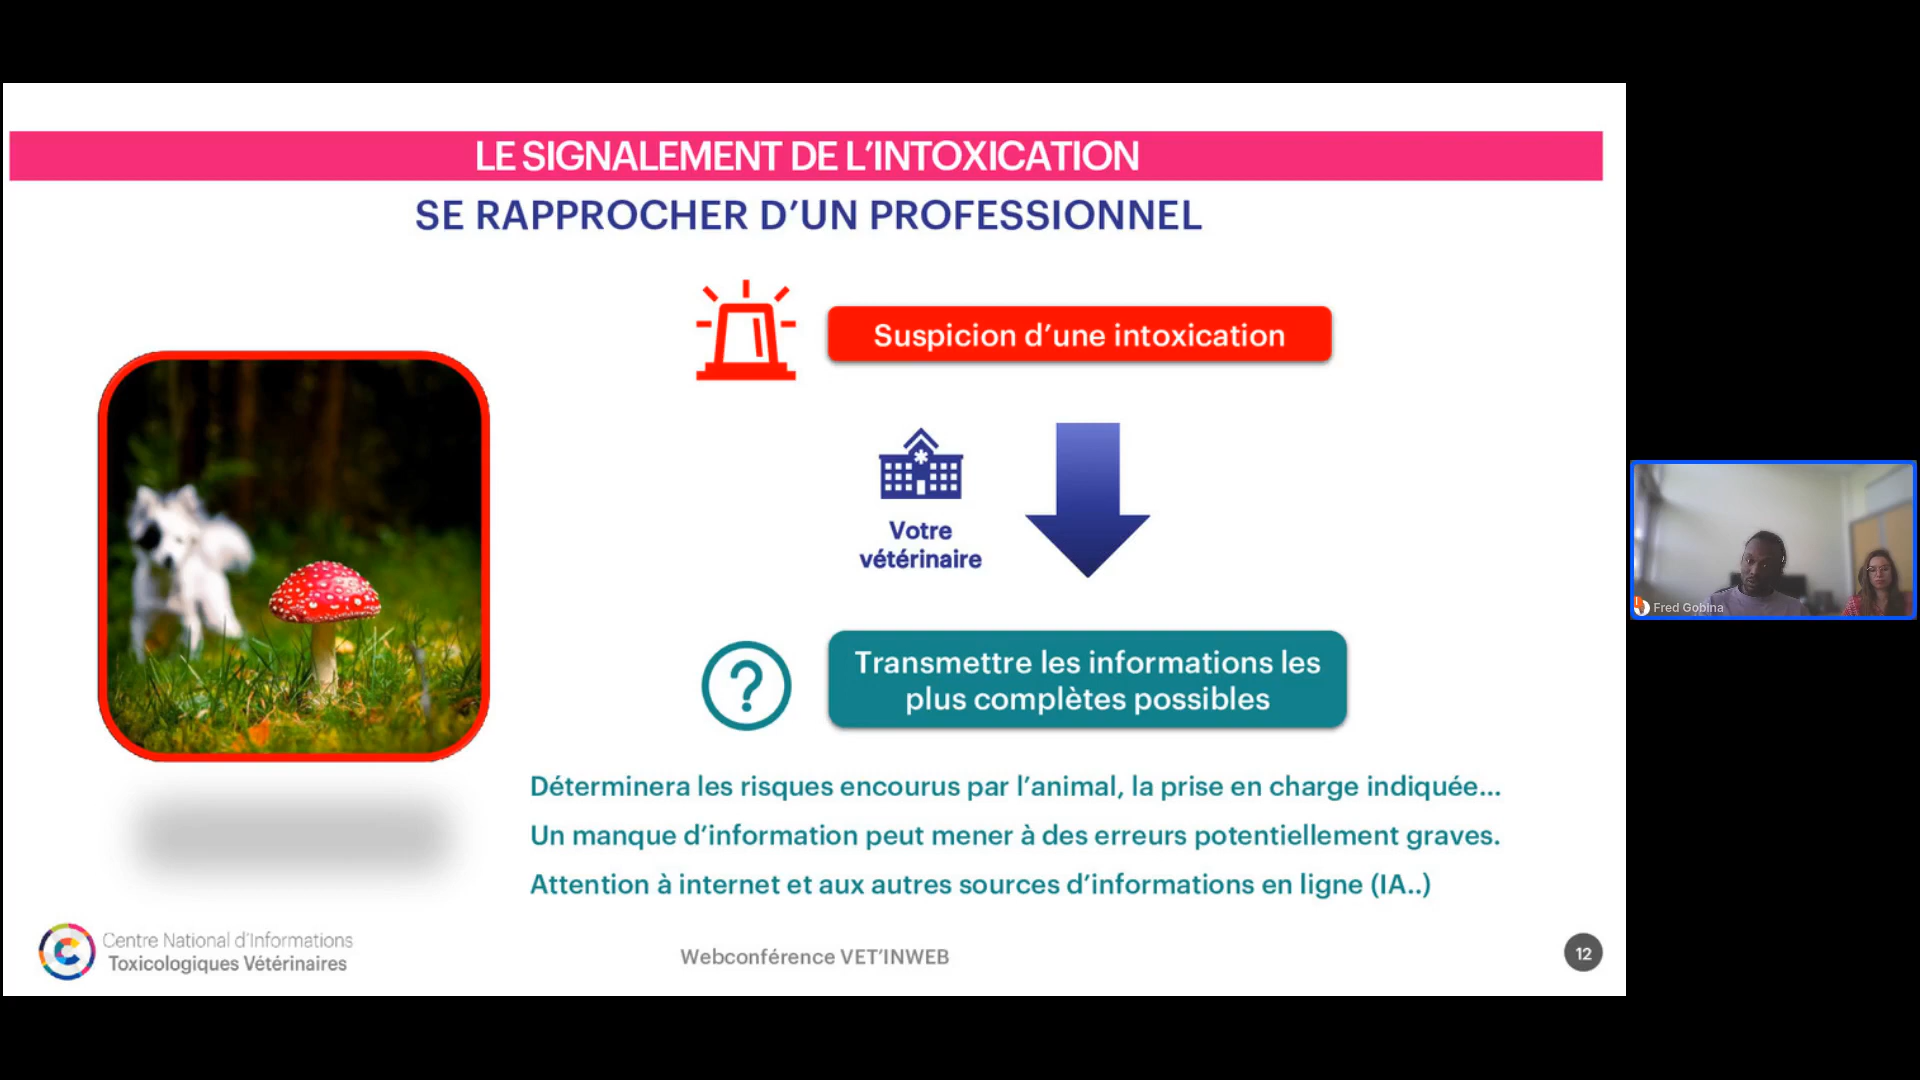 LE SIGNALEMENT DE L’INTOXICATION
SE RAPPROCHER D’UN PROFESSIONNEL
Suspicion d’une intoxication
Votre
vétérinaire
Transmettre les informations les
plus complètes possibles
Déterminera les risques encourus par l’animal, la prise en charge indiquée...
Un manque d’information peut mener à des erreurs potentiellement graves.
Attention à internet et aux autres sources d’informations en ligne (IA..)
Centre National d’Informations
Toxicologiques Vétérinaires
Webconférence VET’INWEB
12
Fred Gobina